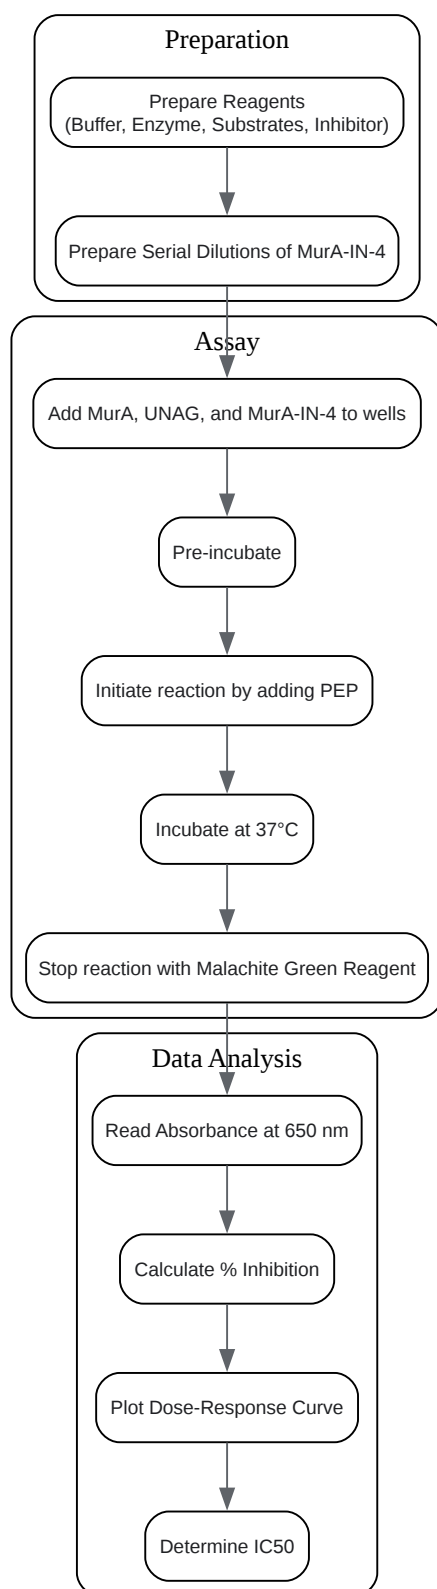 Preparation
Prepare Reagents
(Buffer, Enzyme, Substrates, Inhibitor)
Prepare Serial Dilutions of MurA-IN-4
Assay
Add MurA, UNAG, and MurA-IN-4 to wells
Pre-incubate
Initiate reaction by adding PEP
Incubate at 37°C
Stop reaction with Malachite Green Reagent
Data Analysis
Read Absorbance at 650 nm
Calculate % Inhibition
Plot Dose-Response Curve
Determine IC50